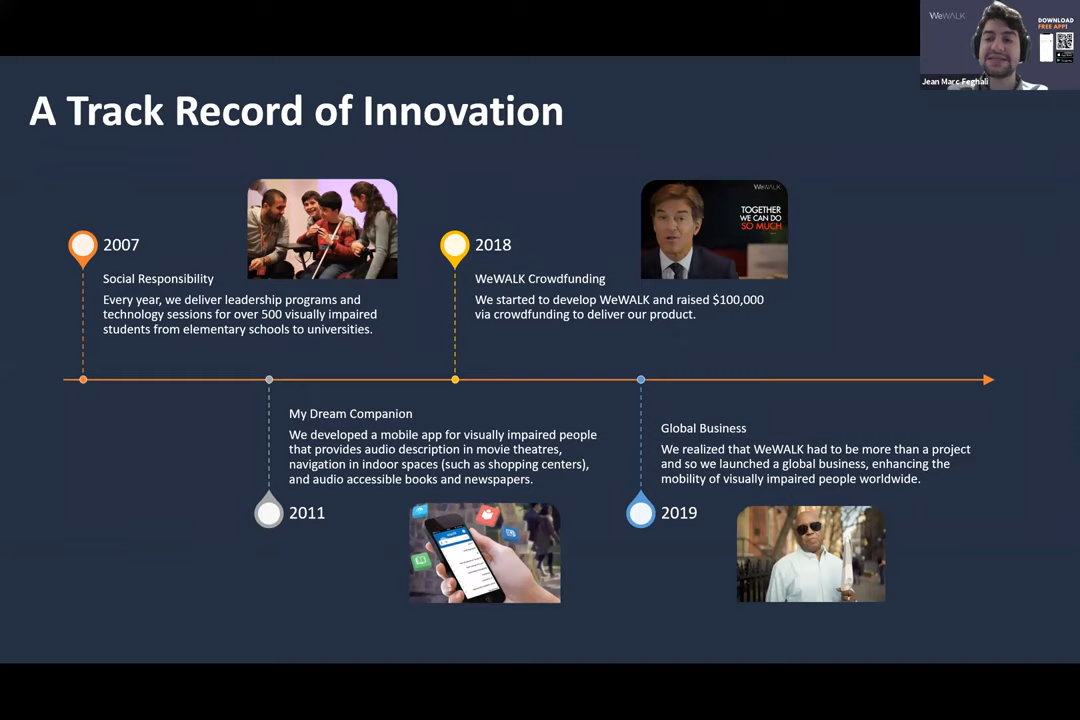 WeWALK
DOWNLOAD
FREE APP!
Jean Marc Feghali
A Track Record of Innovation
2007
Social Responsibility
Every year, we deliver leadership programs and
technology sessions for over 500 visually impaired
students from elementary schools to universities.
2018
WeWALK Crowdfunding
We started to develop WeWALK and raised $100,000
via crowdfunding to deliver our product.
WeWALK
TOGETHER
WE CAN DO
SO MUCH
My Dream Companion
We developed a mobile app for visually impaired people
that provides audio description in movie theatres,
navigation in indoor spaces (such as shopping centers),
and audio accessible books and newspapers.
2011
Global Business
We realized that WeWALK had to be more than a project
and so we launched a global business, enhancing the
mobility of visually impaired people worldwide.
2019